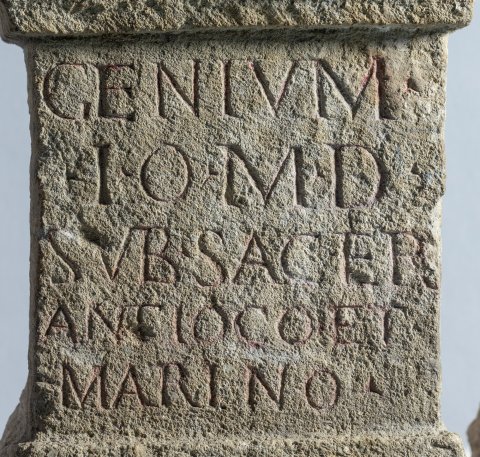 GENIVM·
·I·O·M·D·
SVB·SACER
ANTIOCO·ET
MARINO·